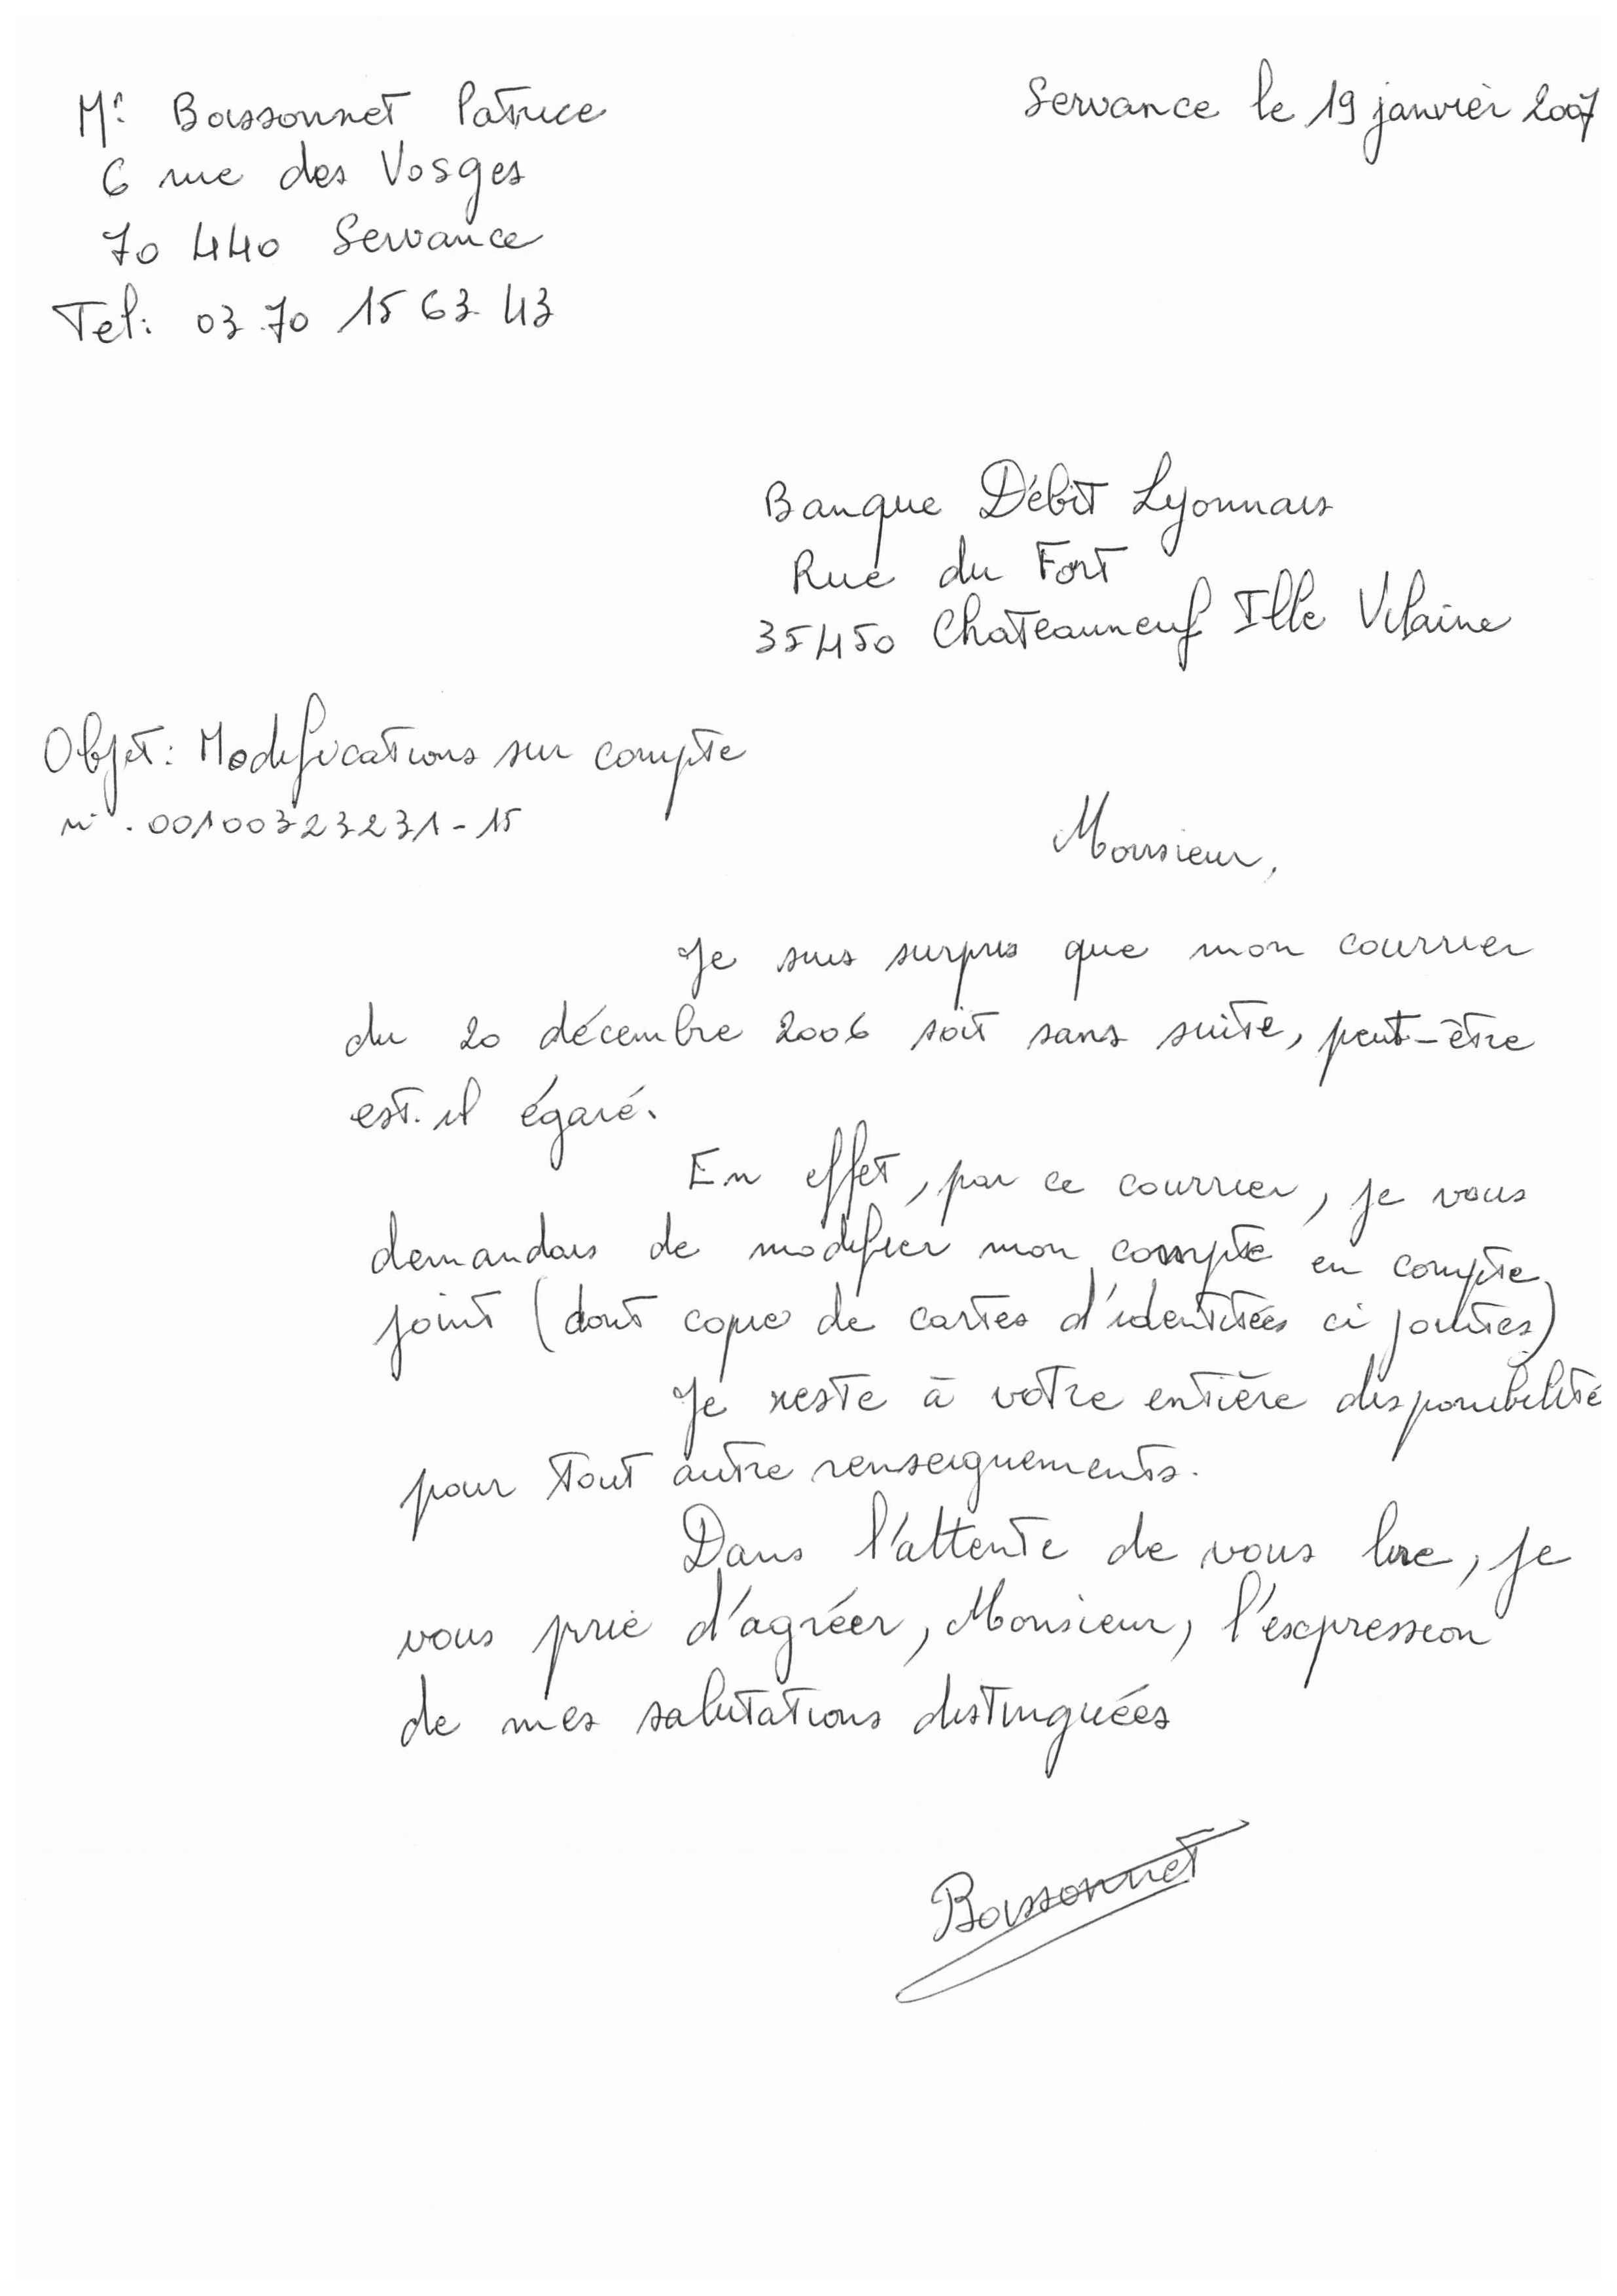 Mr Boissonnet Patrice
6 rue des Vosges
70 440 Servance
Tel: 03 70 15 63 43
Servance le 19 janvier 2007
Banque Débit Lyonnais
Rue du Fort
35450 Chateauneuf Ille Vilaine
Objet: Modifications sur compte
n° .00100323231-15
Monsieur,
Je suis surpris que mon courrier
du 20 décembre 2006 soit sans suite, peut-être
est-il égaré.
En effet, par ce courrier, je vous
demandais de modifier mon compte en compte
joint (dont copie de cartes d'identitées ci jointes)
Je reste à votre entière disponibilité
pour tout autre renseignements.
Dans l'attente de vous lire, je
vous prie d'agréer, Monsieur, l'expression
de mes salutations distinguées
Boissonnet